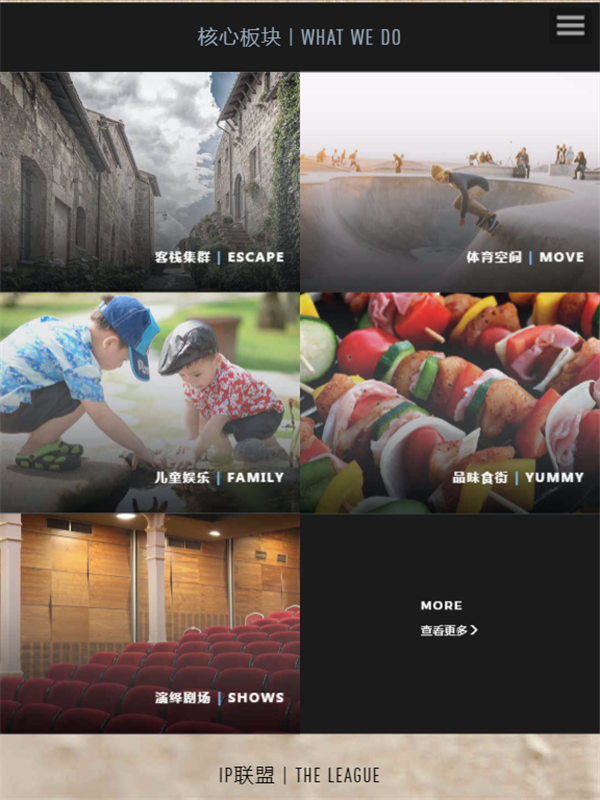 核心板块 | WHAT WE DO
客栈集群 | ESCAPE
体育空间 | MOVE
儿童娱乐 | FAMILY
品味食街 | YUMMY
演绎剧场 | SHOWS
MORE
查看更多 >
IP联盟 | THE LEAGUE